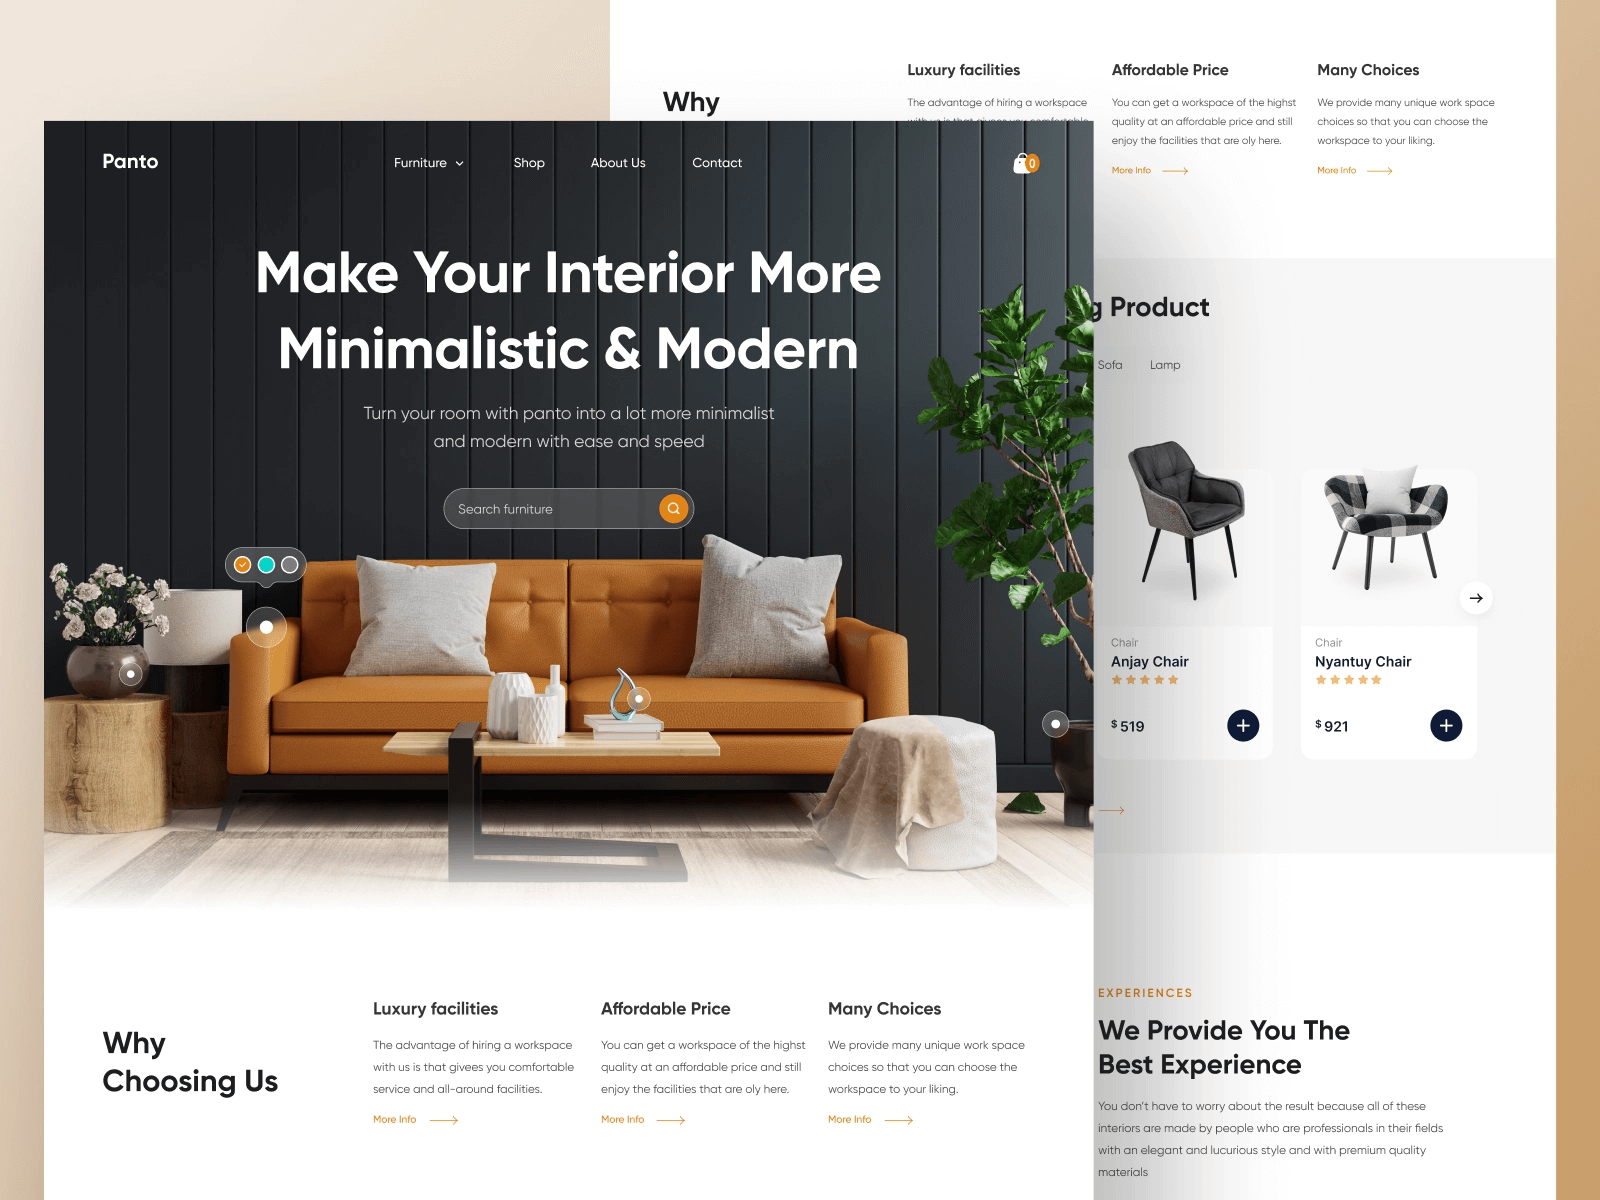 Panto
Furniture
Shop
About Us
Contact
0
Make Your Interior More
Minimalistic & Modern
Turn your room with panto into a lot more minimalist
and modern with ease and speed
Search furniture
Why
Choosing Us
Luxury facilities
The advantage of hiring a workspace
with us is that givees you comfortable
service and all-around facilities.
More Info
Affordable Price
You can get a workspace of the highst
quality at an affordable price and still
enjoy the facilities that are oly here.
More Info
Many Choices
We provide many unique work space
choices so that you can choose the
workspace to your liking.
More Info
Why
Luxury facilities
The advantage of hiring a workspace
with us is that givees you comfortable
Affordable Price
You can get a workspace of the highst
quality at an affordable price and still
enjoy the facilities that are oly here.
More Info
Many Choices
We provide many unique work space
choices so that you can choose the
workspace to your liking.
More Info
g Product
Sofa
Lamp
Chair
Anjay Chair
$ 519
Chair
Nyantuy Chair
$ 921
EXPERIENCES
We Provide You The
Best Experience
You don't have to worry about the result because all of these
interiors are made by people who are professionals in their fields
with an elegant and lucurious style and with premium quality
materials